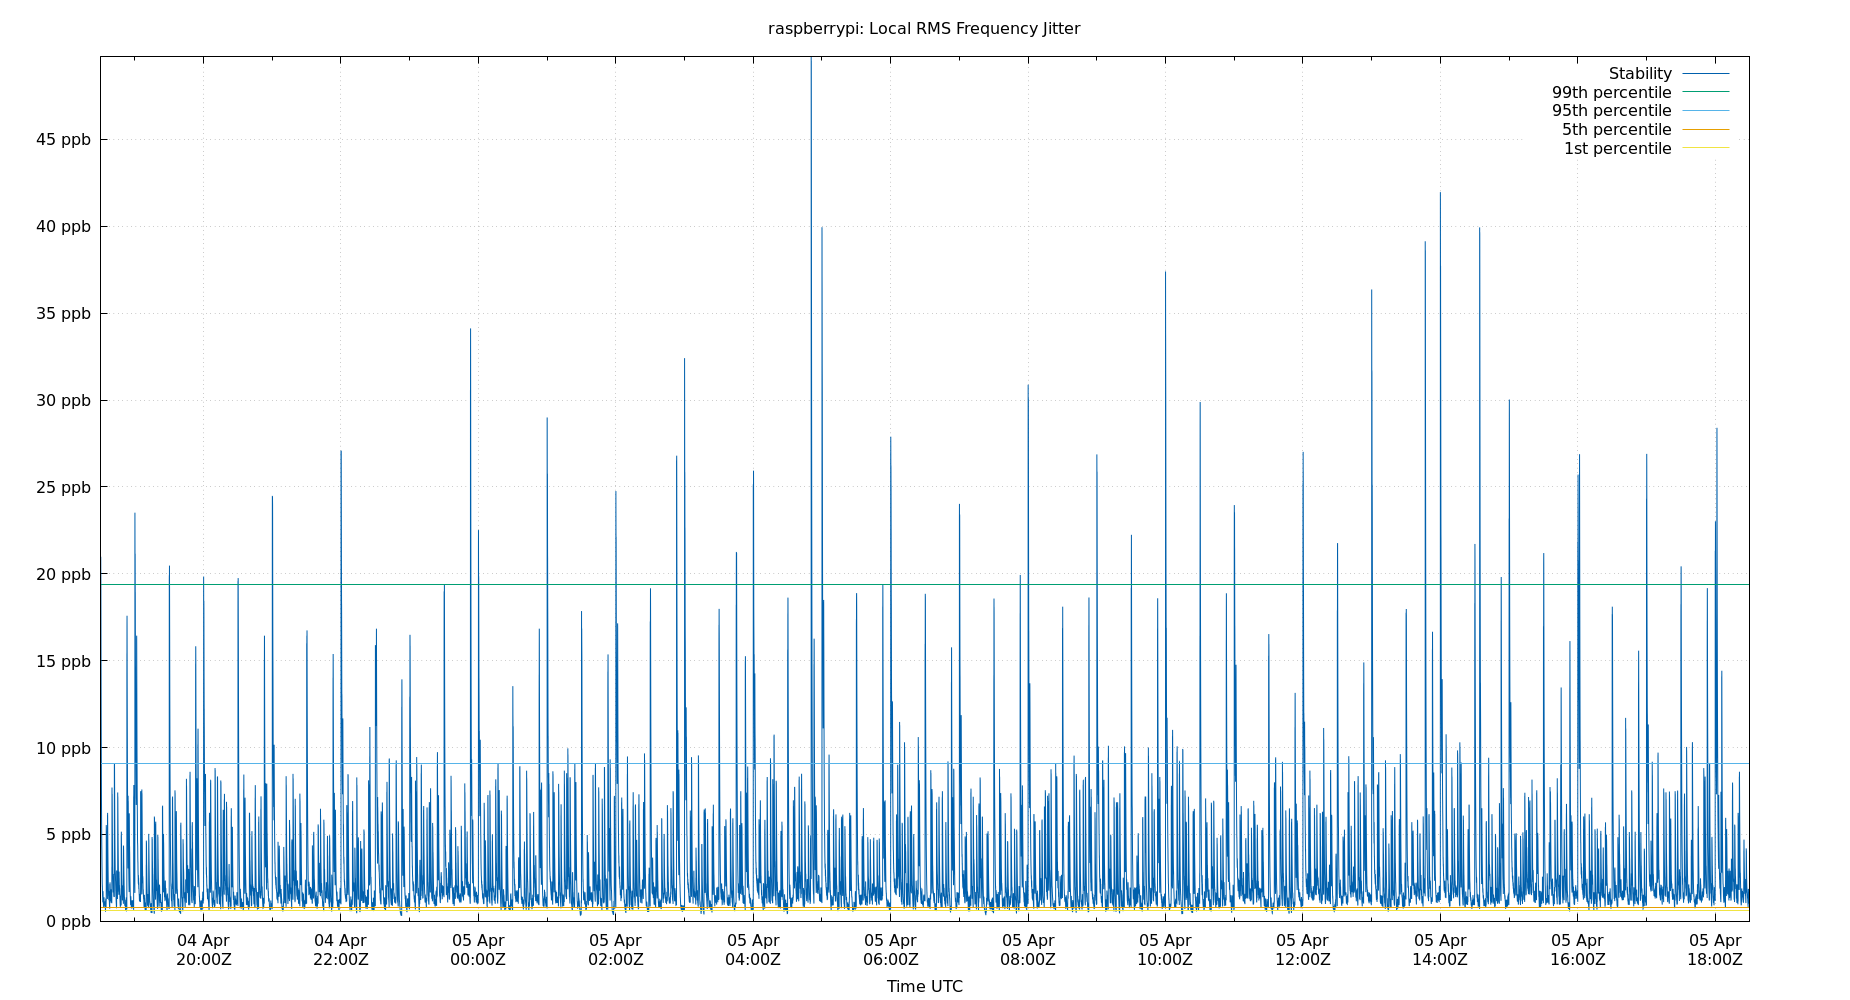 raspberrypi: Local RMS Frequency Jitter
Stability
99th percentile
95th percentile
5th percentile
1st percentile
45 ppb
40 ppb
35 ppb
30 ppb
25 ppb
20 ppb
15 ppb
10 ppb
5 ppb
0 ppb
04 Apr 04 Apr 05 Apr 05 Apr 05 Apr 05 Apr 05 Apr 05 Apr 05 Apr 05 Apr 05 Apr 05 Apr
20:00Z 22:00Z 00:00Z 02:00Z 04:00Z 06:00Z 08:00Z 10:00Z 12:00Z 14:00Z 16:00Z 18:00Z
Time UTC